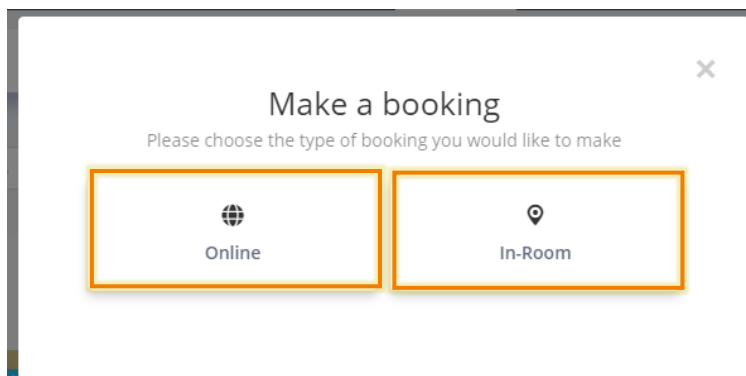 Make a booking
Please choose the type of booking you would like to make
Online
In-Room